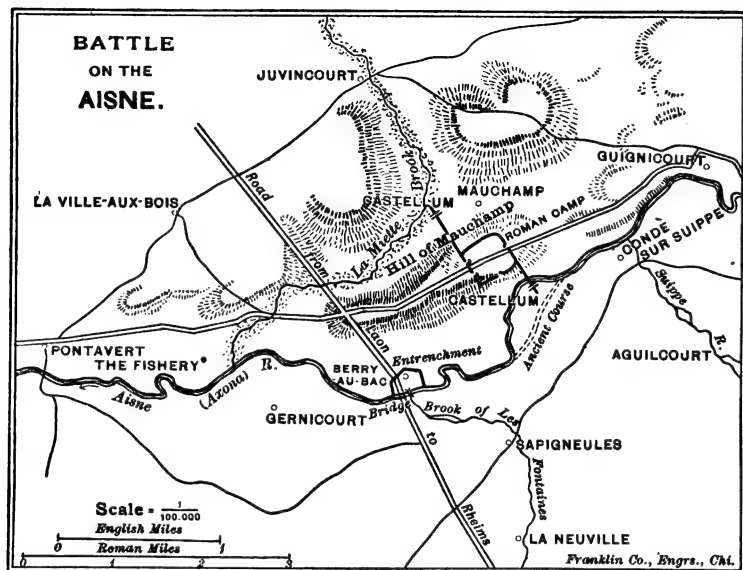 BATTLE
ON THE
AISNE.
JUVINCOURT
GUIGNICOURT
LA VILLE-AUX-BOIS
CASTELLUM
MAUCHAMP
La Miette Brook
Hill of Mauchamp
ROMAN CAMP
CONDÉ
SUR SUIPPE
CASTELLUM
Ancient Course
Suippe R.
AGUILCOURT
Road from Laon to Rheims
PONTAVERT
THE FISHERY
Aisne (Axona) R.
BERRY
AU-BAC
Entrenchment
Bridge
GERNICOURT
Brook of Les Fontaines
SAPIGNEULES
LA NEUVILLE
Scale = 1/100.000
English Miles
0 1
Roman Miles
0 1 2 3
Franklin Co., Engrs., Chi.